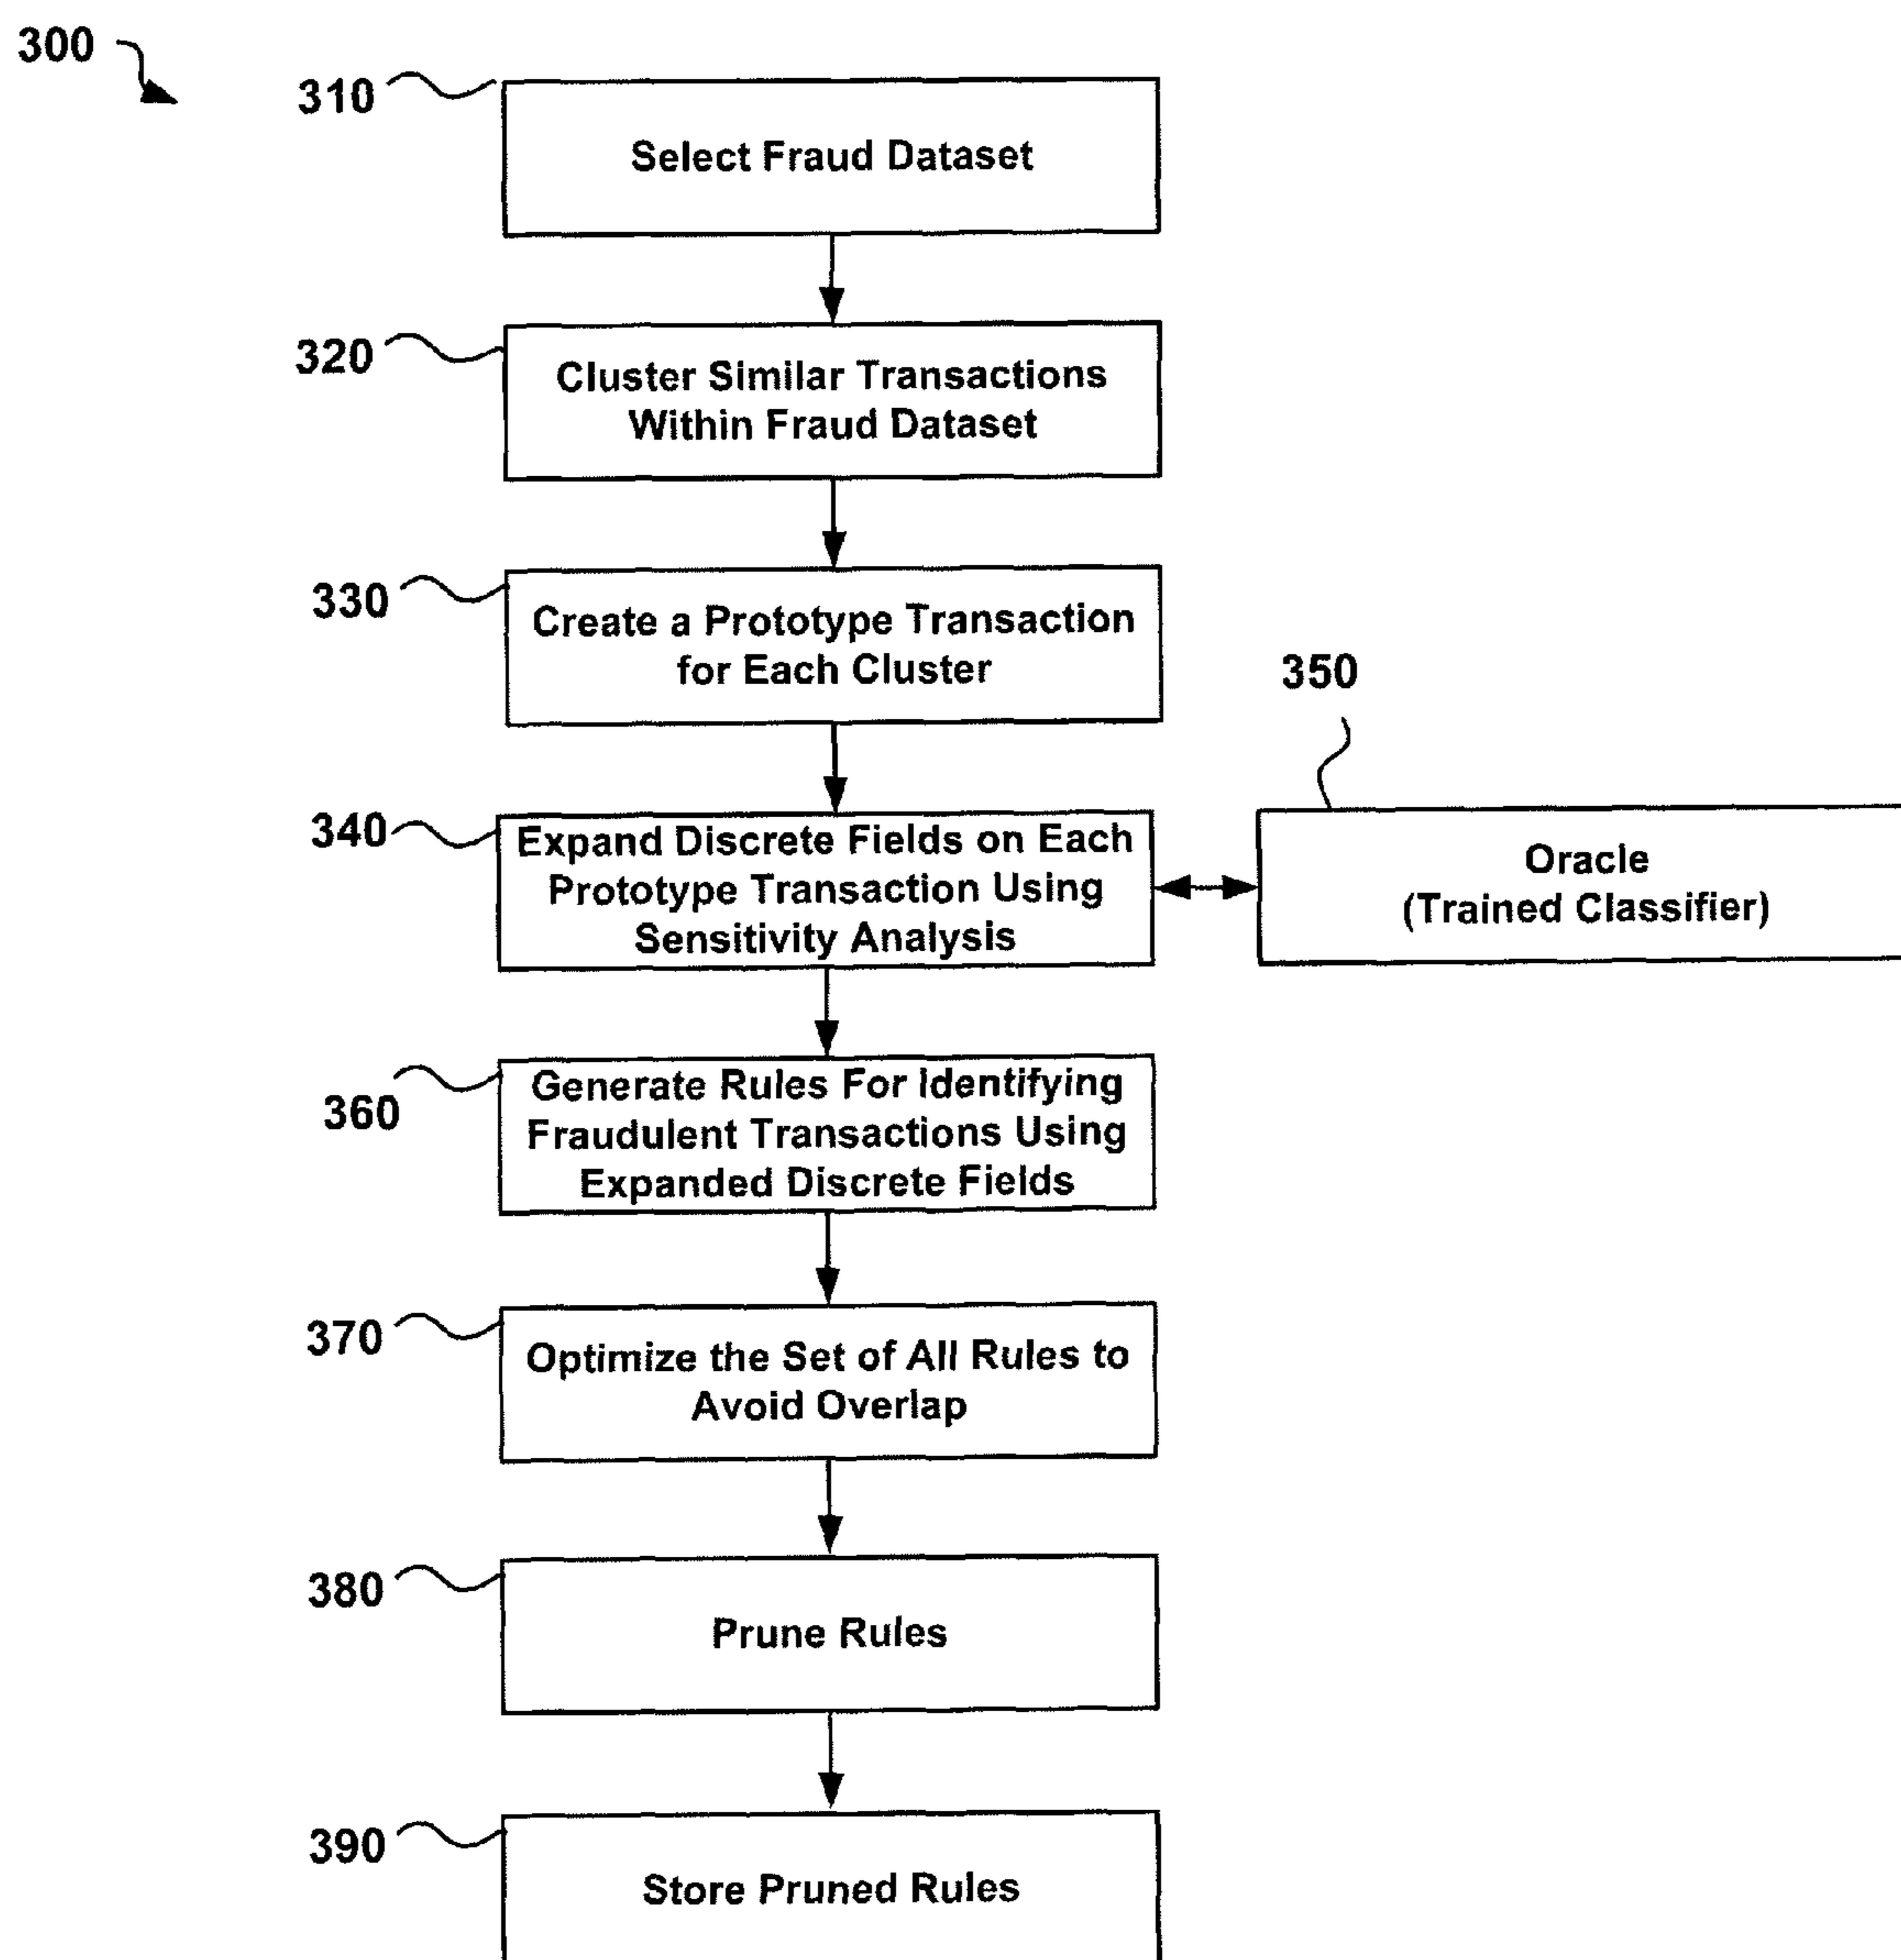 300
310
Select Fraud Dataset
320
Cluster Similar Transactions
Within Fraud Dataset
330
Create a Prototype Transaction
for Each Cluster
350
340
Expand Discrete Fields on Each
Prototype Transaction Using
Sensitivity Analysis
Oracle
(Trained Classifier)
360
Generate Rules For Identifying
Fraudulent Transactions Using
Expanded Discrete Fields
370
Optimize the Set of All Rules to
Avoid Overlap
380
Prune Rules
390
Store Pruned Rules